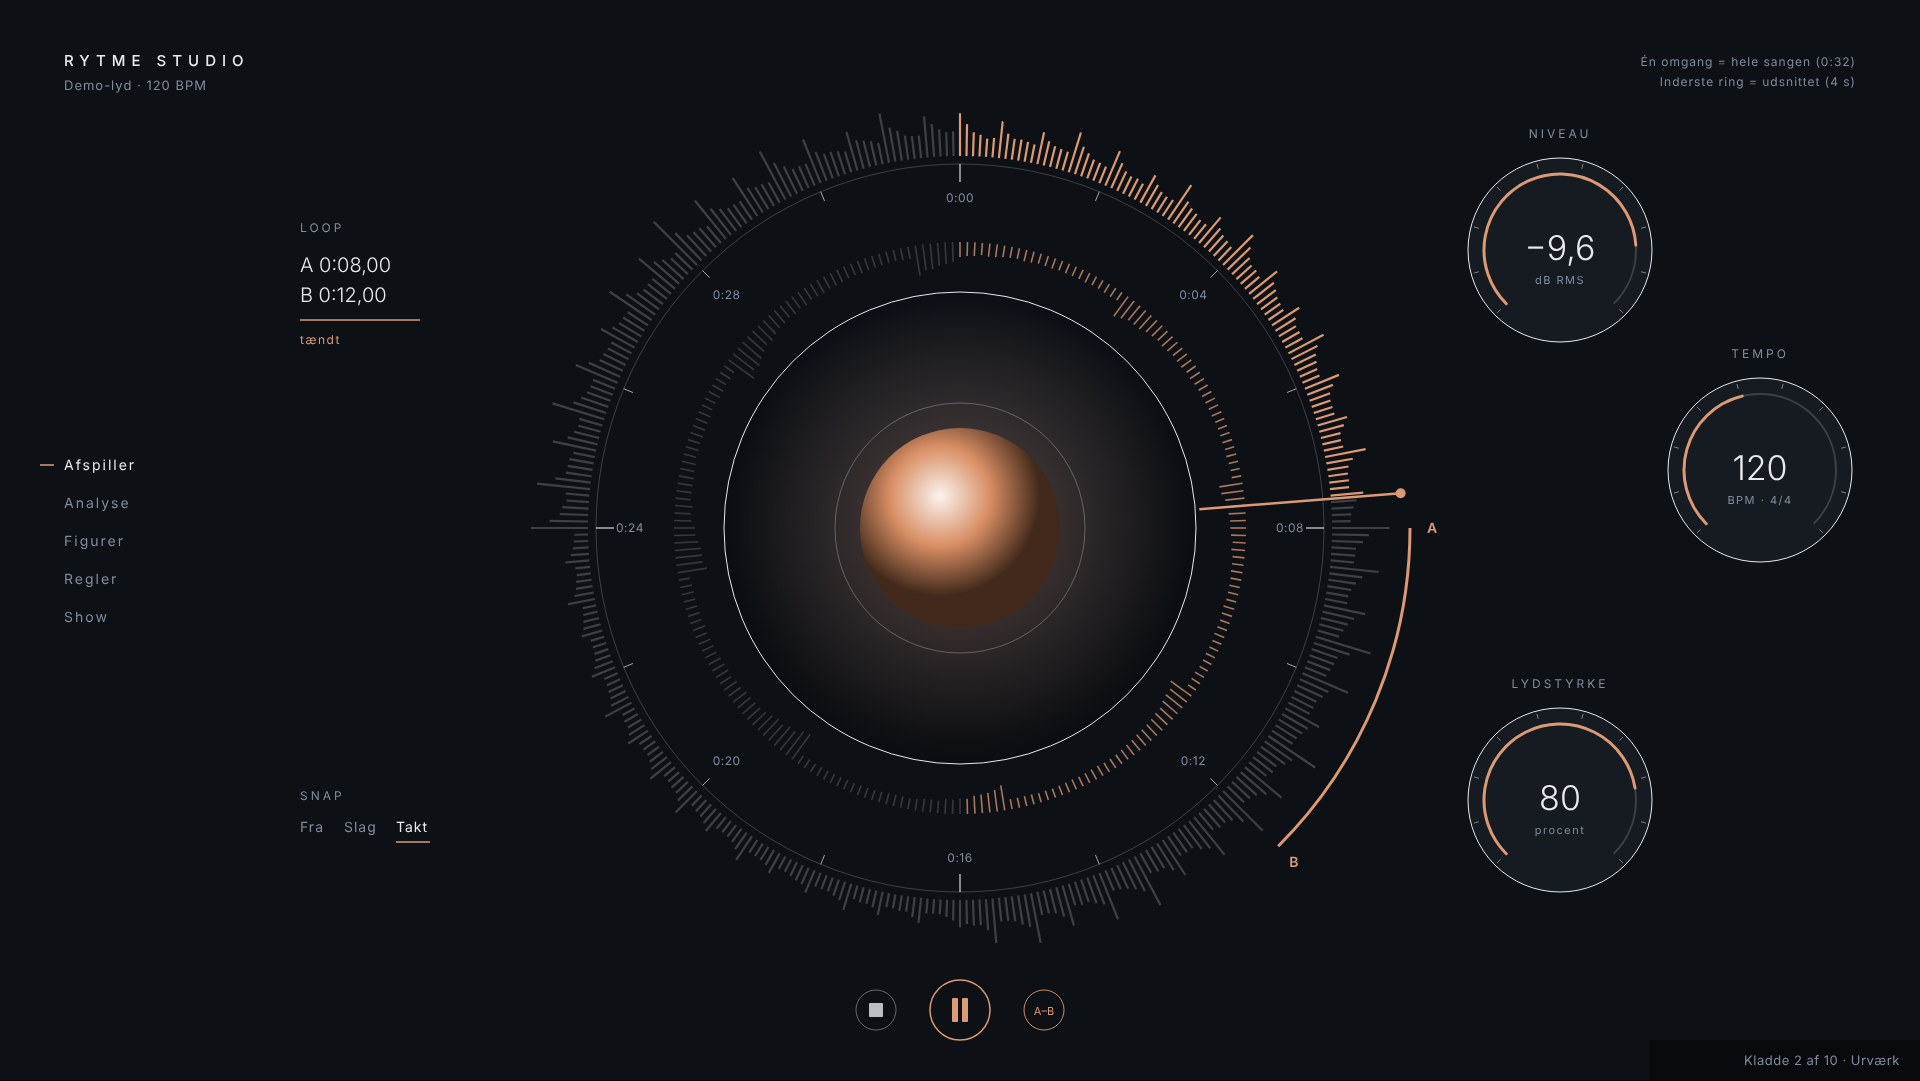 RYTME STUDIO
Demo-lyd · 120 BPM
Én omgang = hele sangen (0:32)
Inderste ring = udsnittet (4 s)
NIVEAU
−9,6
dB RMS
TEMPO
120
BPM · 4/4
LYDSTYRKE
80
procent
LOOP
A 0:08,00
B 0:12,00
tændt
Afspiller
Analyse
Figurer
Regler
Show
SNAP
Fra Slag Takt
0:00
0:04
0:08
0:12
0:16
0:20
0:24
0:28
A
B
A–B
Kladde 2 af 10 · Urværk